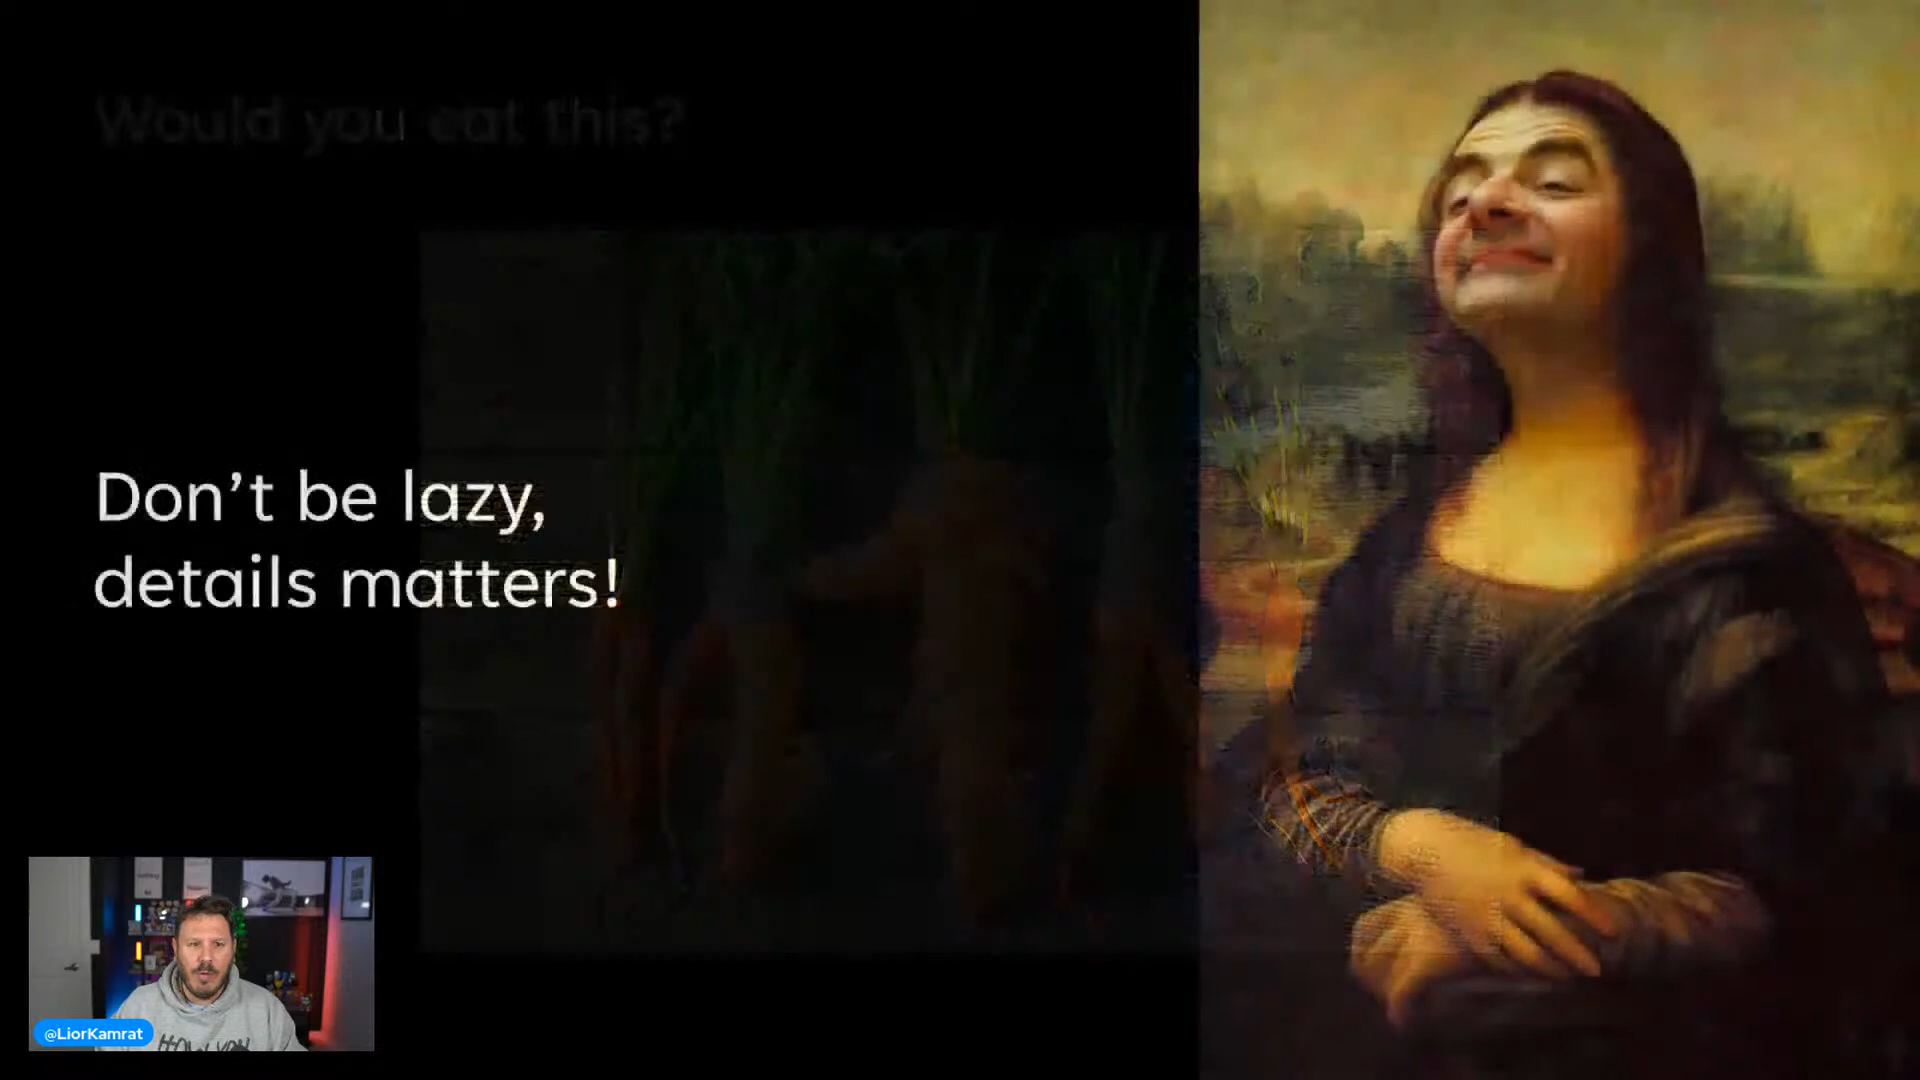 Would you eat this?
Don’t be lazy,
details matters!
@LiorKamrat